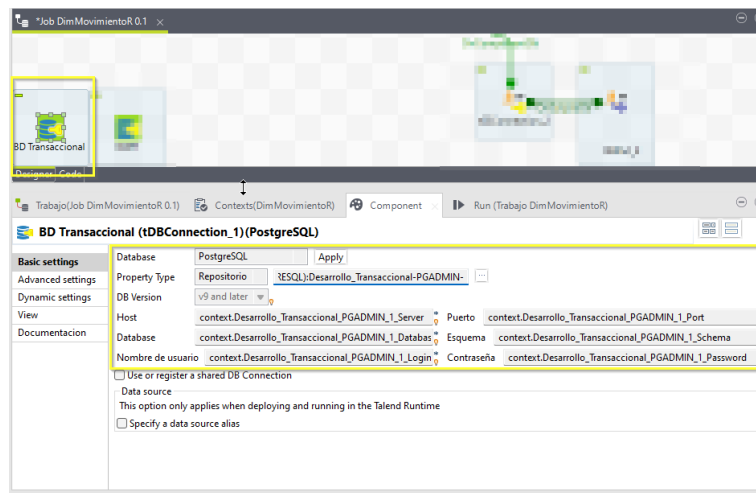 *Job DimMovimientoR 0.1
BD Transaccional
Designer Code
Trabajo(Job DimMovimientoR 0.1) Contexts(DimMovimientoR) Component Run (Trabajo DimMovimientoR)
BD Transaccional (tDBConnection_1)(PostgreSQL)
Basic settings
Advanced settings
Dynamic settings
View
Documentacion
Database PostgreSQL Apply
Property Type Repositorio RESQL):Desarrollo_Transaccional-PGADMIN- ...
DB Version v9 and later
Host context.Desarrollo_Transaccional_PGADMIN_1_Server Puerto context.Desarrollo_Transaccional_PGADMIN_1_Port
Database context.Desarrollo_Transaccional_PGADMIN_1_Databas Esquema context.Desarrollo_Transaccional_PGADMIN_1_Schema
Nombre de usuario context.Desarrollo_Transaccional_PGADMIN_1_Login Contraseña context.Desarrollo_Transaccional_PGADMIN_1_Password
Use or register a shared DB Connection
Data source
This option only applies when deploying and running in the Talend Runtime
Specify a data source alias